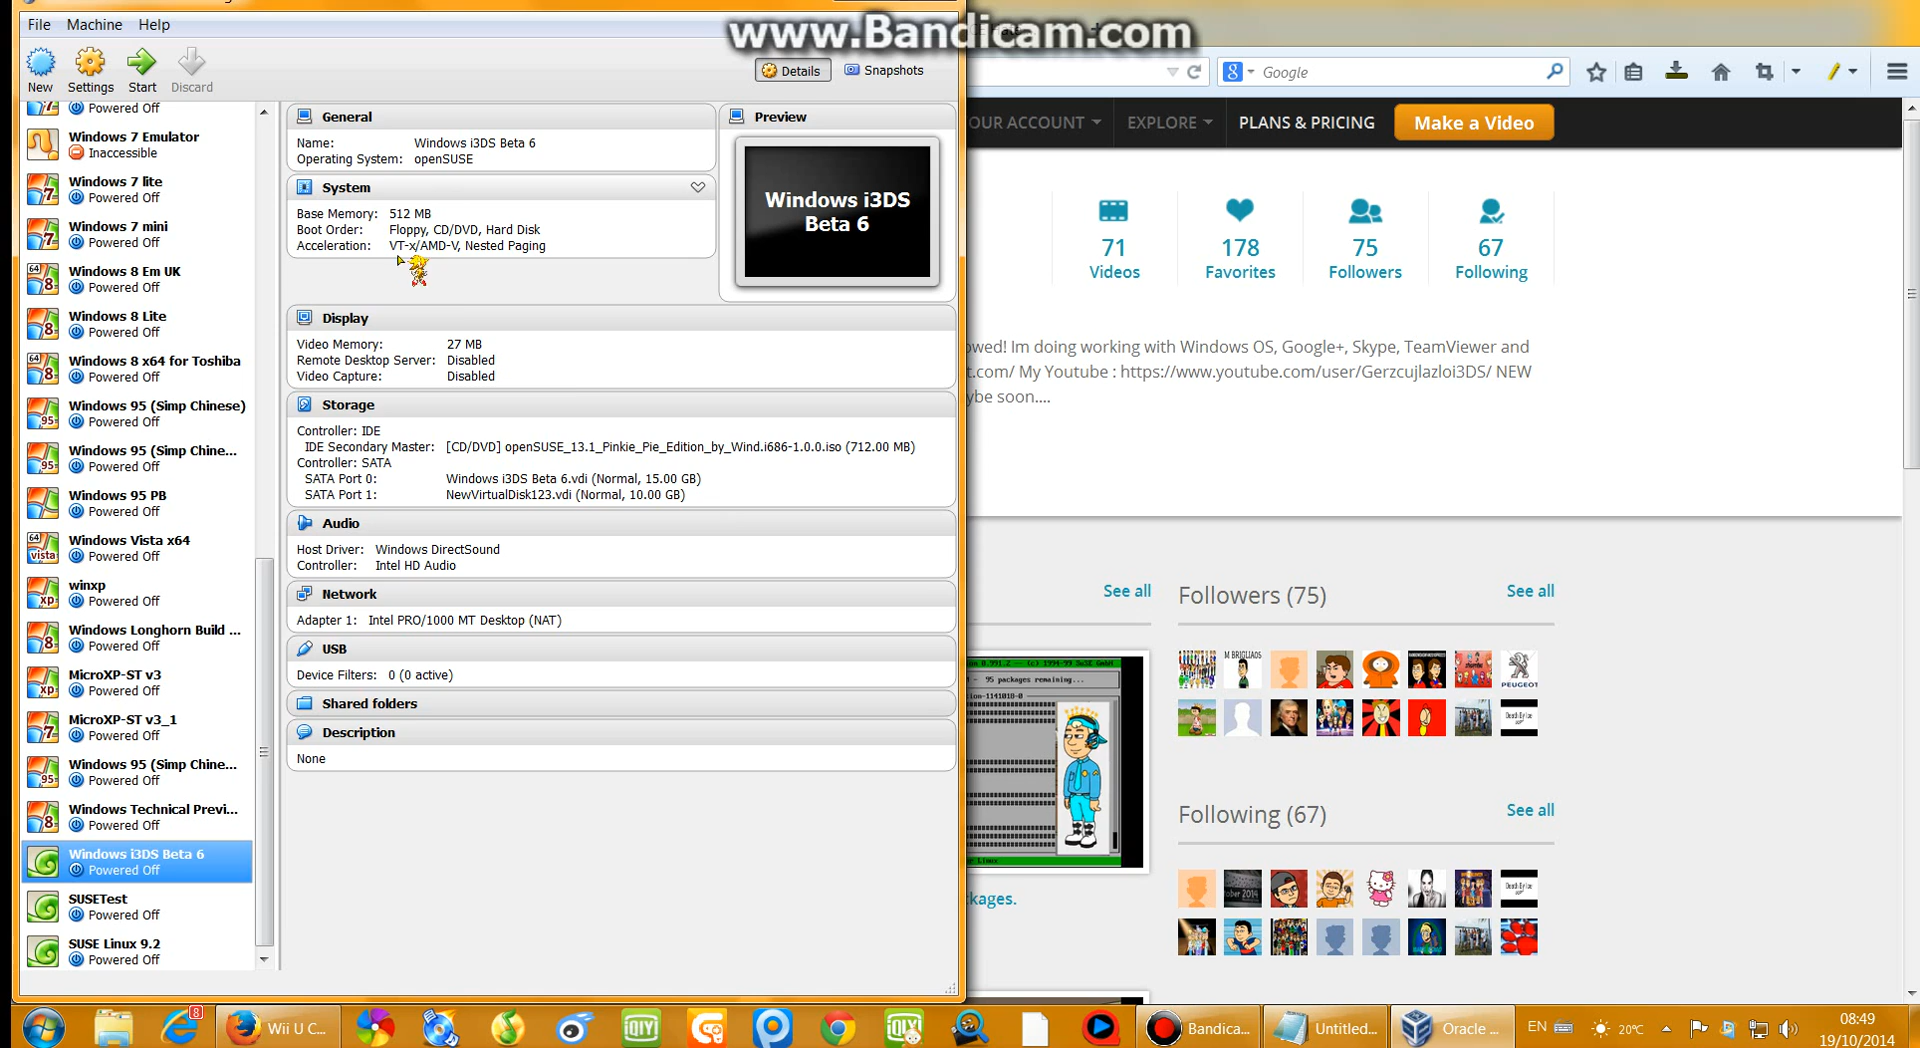 www.Bandicam.com
File Machine Help
New Settings Start Discard
Details Snapshots
Powered Off
Windows 7 Emulator
Inaccessible
Windows 7 lite
Powered Off
Windows 7 mini
Powered Off
Windows 8 Em UK
Powered Off
Windows 8 Lite
Powered Off
Windows 8 x64 for Toshiba
Powered Off
Windows 95 (Simp Chinese)
Powered Off
Windows 95 (Simp Chine...
Powered Off
Windows 95 PB
Powered Off
Windows Vista x64
Powered Off
winxp
Powered Off
Windows Longhorn Build ...
Powered Off
MicroXP-ST v3
Powered Off
MicroXP-ST v3_1
Powered Off
Windows 95 (Simp Chine...
Powered Off
Windows Technical Previ...
Powered Off
Windows i3DS Beta 6
Powered Off
SUSETest
Powered Off
SUSE Linux 9.2
Powered Off
General
Name: Windows i3DS Beta 6
Operating System: openSUSE
System
Base Memory: 512 MB
Boot Order: Floppy, CD/DVD, Hard Disk
Acceleration: VT-x/AMD-V, Nested Paging
Preview
Windows i3DS
Beta 6
Display
Video Memory: 27 MB
Remote Desktop Server: Disabled
Video Capture: Disabled
Storage
Controller: IDE
IDE Secondary Master: [CD/DVD] openSUSE_13.1_Pinkie_Pie_Edition_by_Wind.i686-1.0.0.iso (712.00 MB)
Controller: SATA
SATA Port 0: Windows i3DS Beta 6.vdi (Normal, 15.00 GB)
SATA Port 1: NewVirtualDisk123.vdi (Normal, 10.00 GB)
Audio
Host Driver: Windows DirectSound
Controller: Intel HD Audio
Network
Adapter 1: Intel PRO/1000 MT Desktop (NAT)
USB
Device Filters: 0 (0 active)
Shared folders
Description
None
Google
OUR ACCOUNT EXPLORE PLANS & PRICING Make a Video
71 178 75 67
Videos Favorites Followers Following
owed! Im doing working with Windows OS, Google+, Skype, TeamViewer and
t.com/ My Youtube : https://www.youtube.com/user/Gerzcujlazloi3DS/ NEW
ybe soon....
See all
Followers (75) See all
M BRIGLIAOS
PEUGEOT
95 packages remaining...
Following (67) See all
ckages.
Wii U C... Bandica... Untitled... Oracle ...
EN 20°C
08:49
19/10/2014